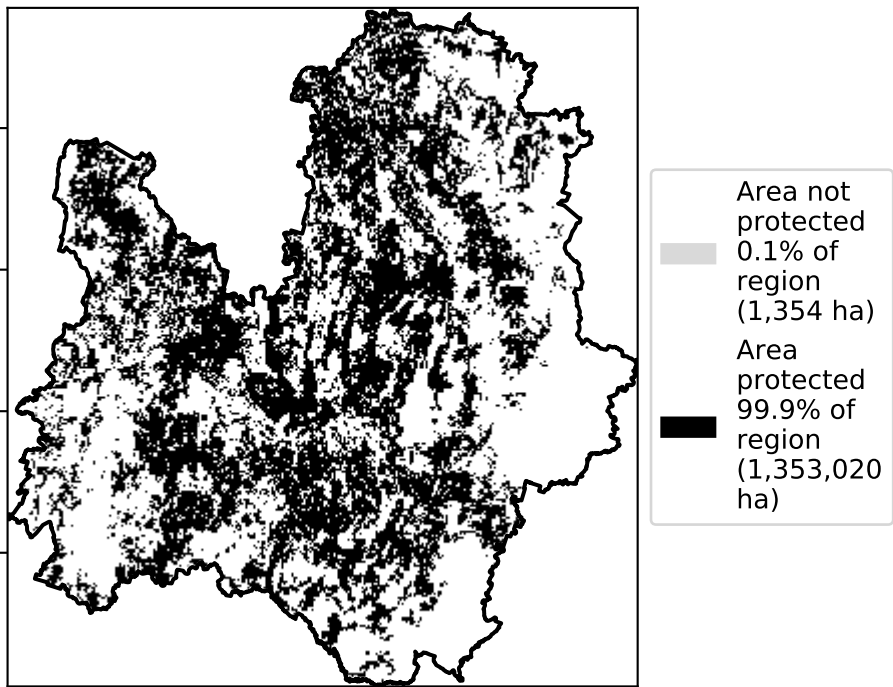 Area not
protected
0.1% of
region
(1,354 ha)
Area
protected
99.9% of
region
(1,353,020
ha)